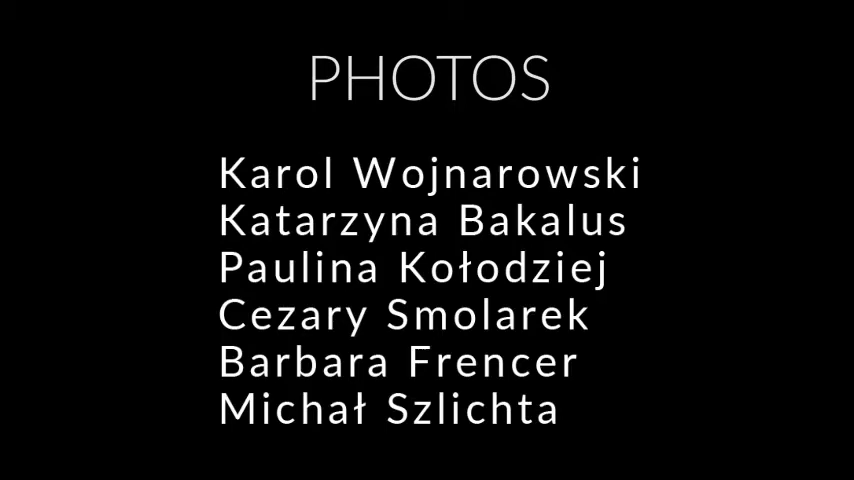 PHOTOS
Karol Wojnarowski
Katarzyna Bakalus
Paulina Kołodziej
Cezary Smolarek
Barbara Frencer
Michał Szlichta